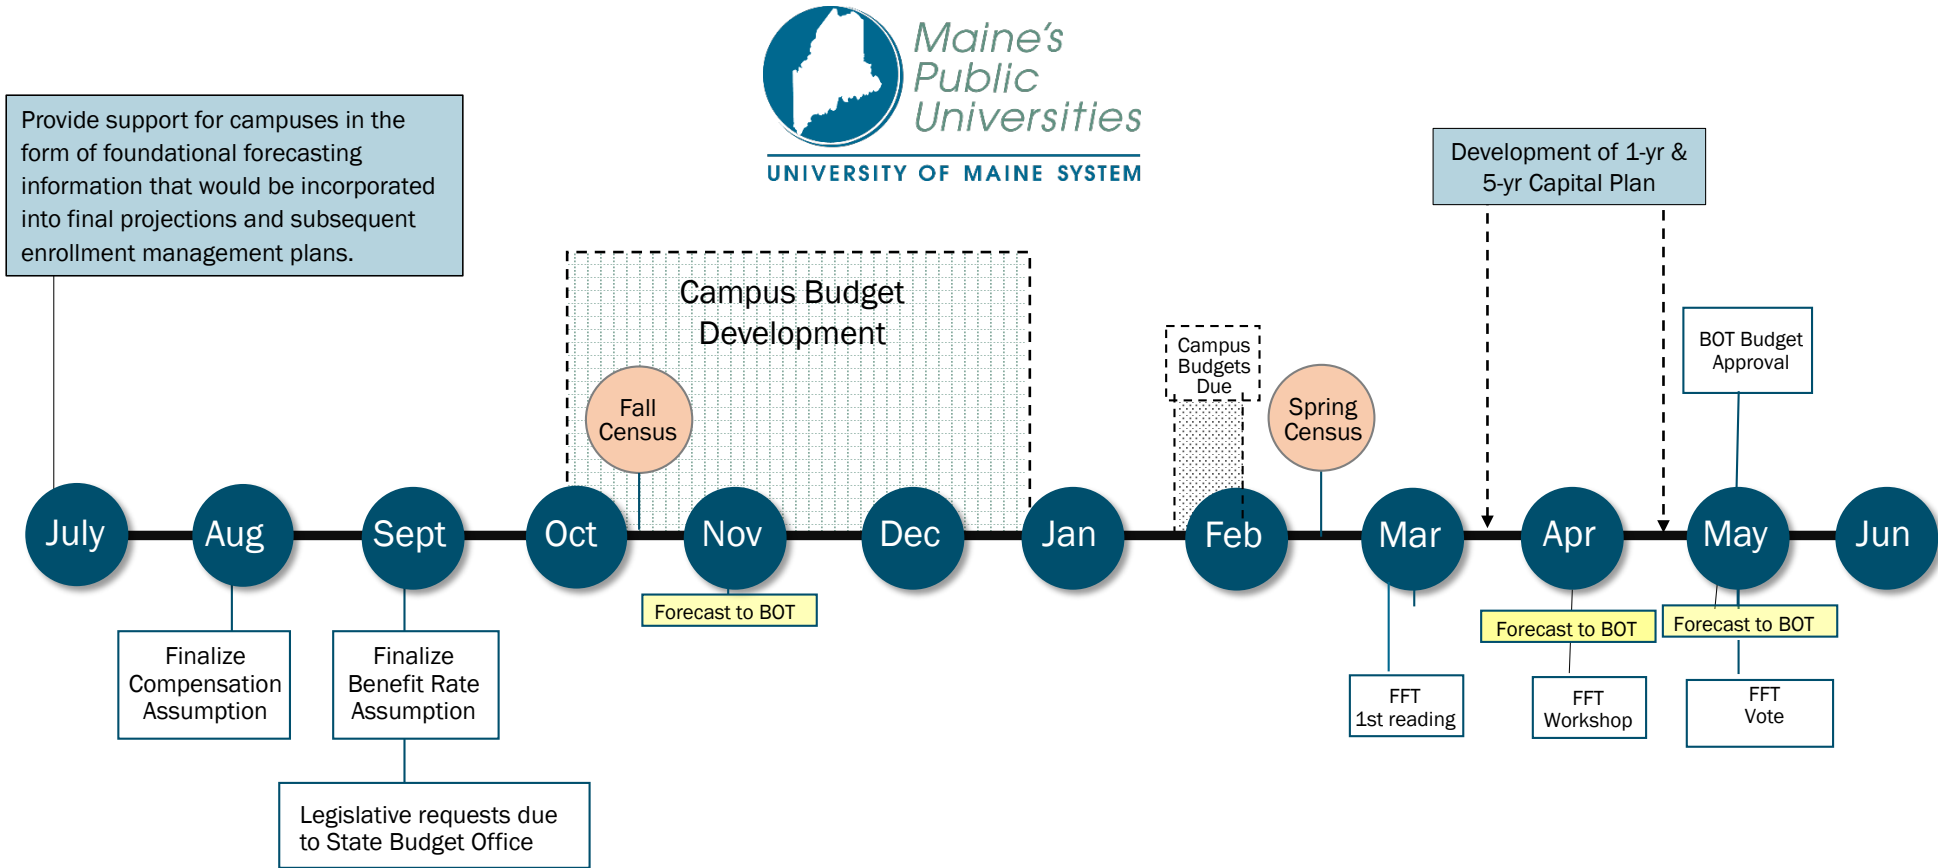 Maine's
Public
Universities
UNIVERSITY OF MAINE SYSTEM
Provide support for campuses in the
form of foundational forecasting
information that would be incorporated
into final projections and subsequent
enrollment management plans.
Development of 1-yr &
5-yr Capital Plan
Campus Budget
Development
Campus
Budgets
Due
BOT Budget
Approval
Fall
Census
Spring
Census
July
Aug
Sept
Oct
Nov
Dec
Jan
Feb
Mar
Apr
May
Jun
Forecast to BOT
Forecast to BOT
Forecast to BOT
Finalize
Compensation
Assumption
Finalize
Benefit Rate
Assumption
FFT
1st reading
FFT
Workshop
FFT
Vote
Legislative requests due
to State Budget Office